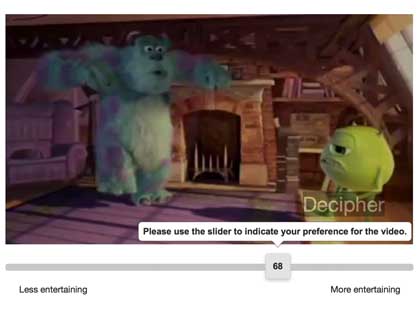 Decipher
Please use the slider to indicate your preference for the video.
68
Less entertaining More entertaining